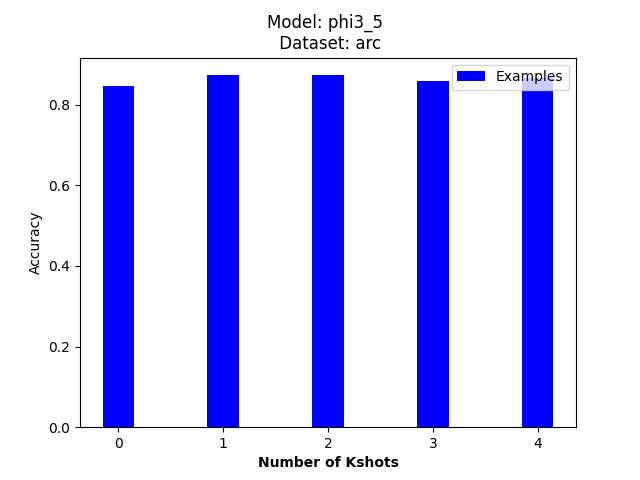 Model: phi3_5
Dataset: arc
Examples
Accuracy
0.8
0.6
0.4
0.2
0.0
0 1 2 3 4
Number of Kshots